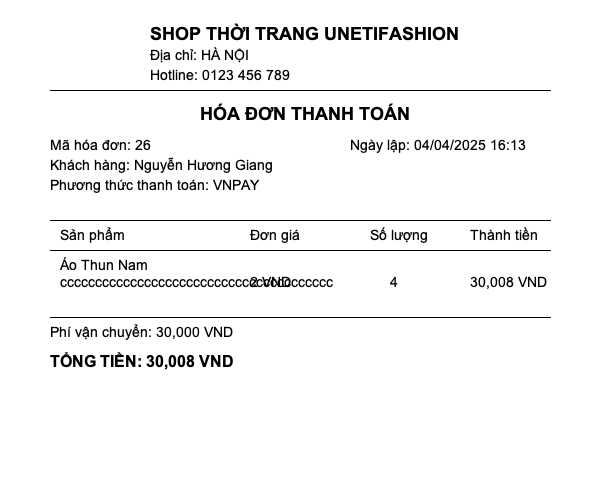 SHOP THỜI TRANG UNETIFASHION
Địa chỉ: HÀ NỘI
Hotline: 0123 456 789
HÓA ĐƠN THANH TOÁN
Mã hóa đơn: 26 Ngày lập: 04/04/2025 16:13
Khách hàng: Nguyễn Hương Giang
Phương thức thanh toán: VNPAY
Sản phẩm Đơn giá Số lượng Thành tiền
Áo Thun Nam
2 VND 4 30,008 VND
Phí vận chuyển: 30,000 VND
TỔNG TIỀN: 30,008 VND